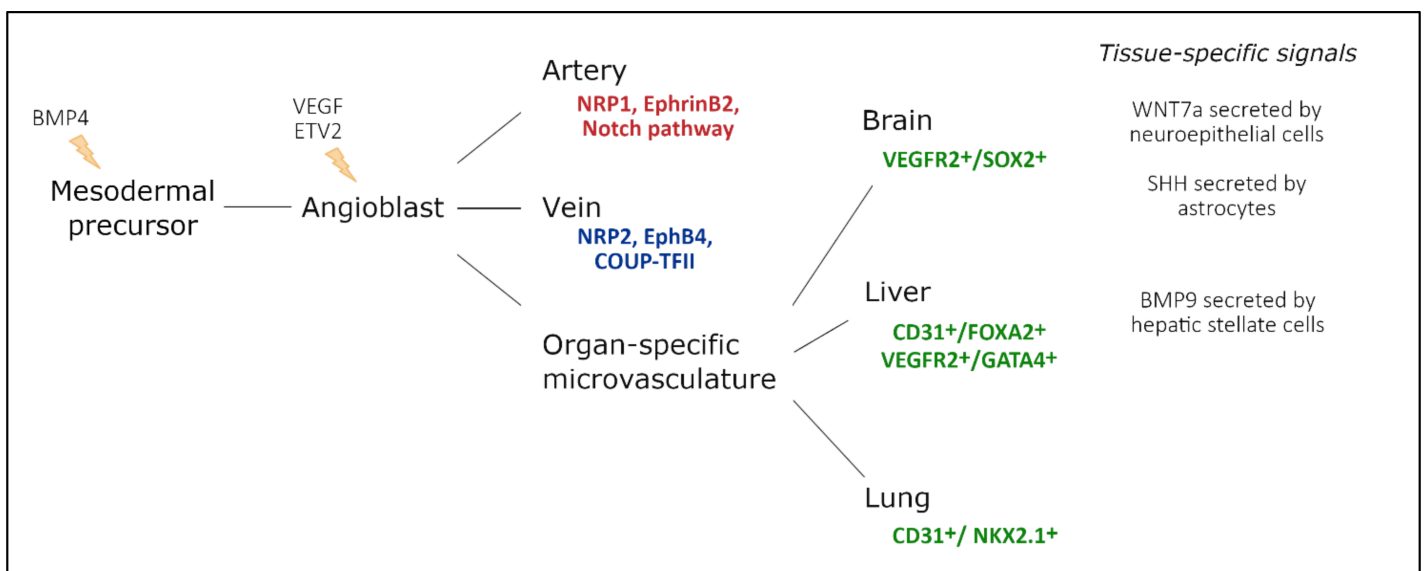 BMP4
Mesodermal
precursor
VEGF
ETV2
Angioblast
Artery
NRP1, EphrinB2,
Notch pathway
Vein
NRP2, EphB4,
COUP-TFII
Organ-specific
microvasculature
Brain
VEGFR2⁺/SOX2⁺
Liver
CD31⁺/FOXA2⁺
VEGFR2⁺/GATA4⁺
Lung
CD31⁺/ NKX2.1⁺
Tissue-specific signals
WNT7a secreted by
neuroepithelial cells
SHH secreted by
astrocytes
BMP9 secreted by
hepatic stellate cells